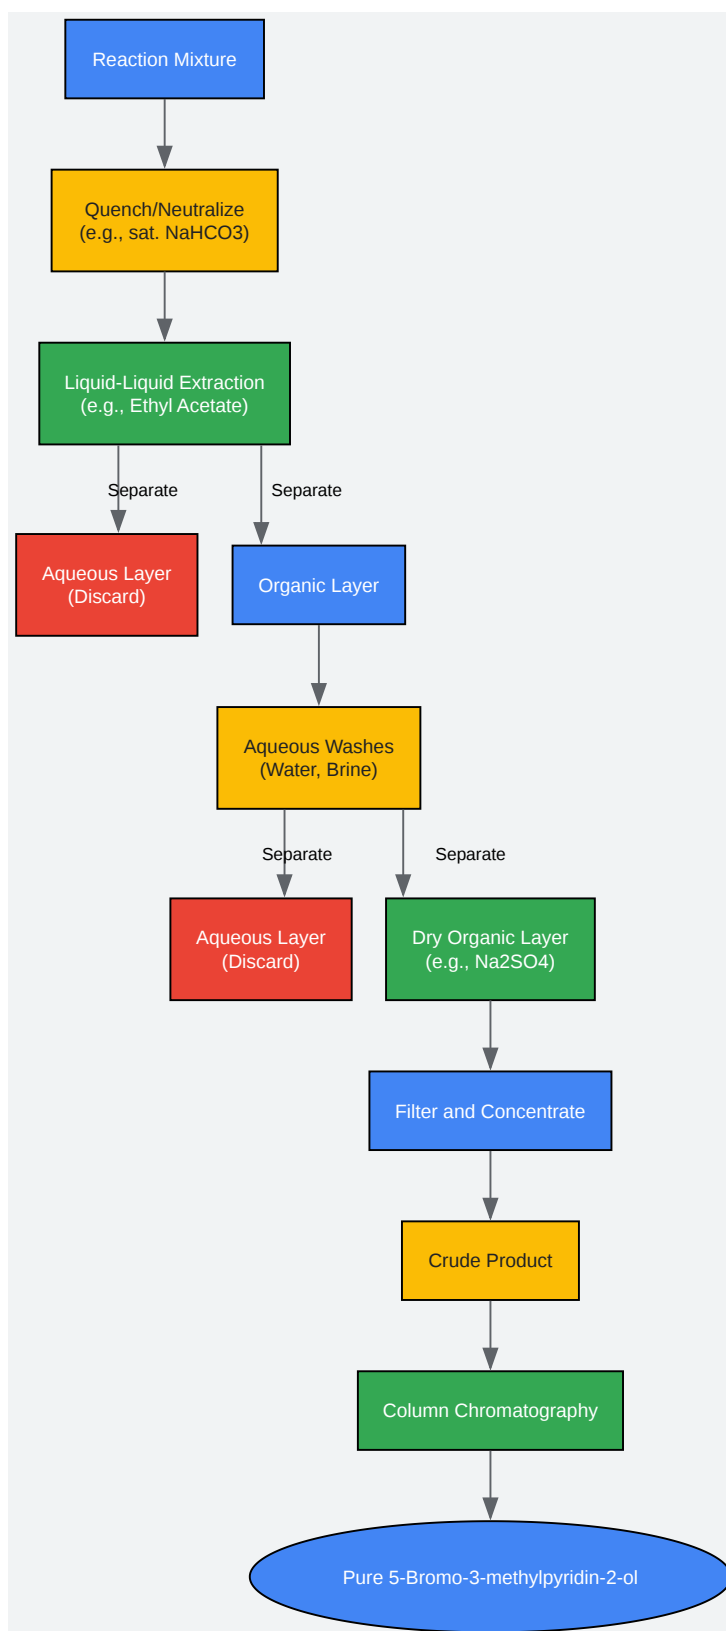 Reaction Mixture
Quench/Neutralize
(e.g., sat. NaHCO3)
Liquid-Liquid Extraction
(e.g., Ethyl Acetate)
Separate
Separate
Aqueous Layer
(Discard)
Organic Layer
Aqueous Washes
(Water, Brine)
Separate
Separate
Aqueous Layer
(Discard)
Dry Organic Layer
(e.g., Na2SO4)
Filter and Concentrate
Crude Product
Column Chromatography
Pure 5-Bromo-3-methylpyridin-2-ol